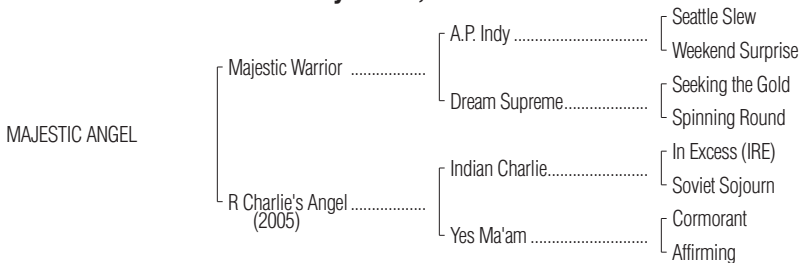 Seattle Slew
A.P. Indy ................................
Weekend Surprise
Majestic Warrior ..................
Seeking the Gold
Dream Supreme....................
Spinning Round
MAJESTIC ANGEL
In Excess (IRE)
Indian Charlie........................
Soviet Sojourn
R Charlie's Angel ..................
(2005)
Cormorant
Yes Ma'am ............................
Affirming